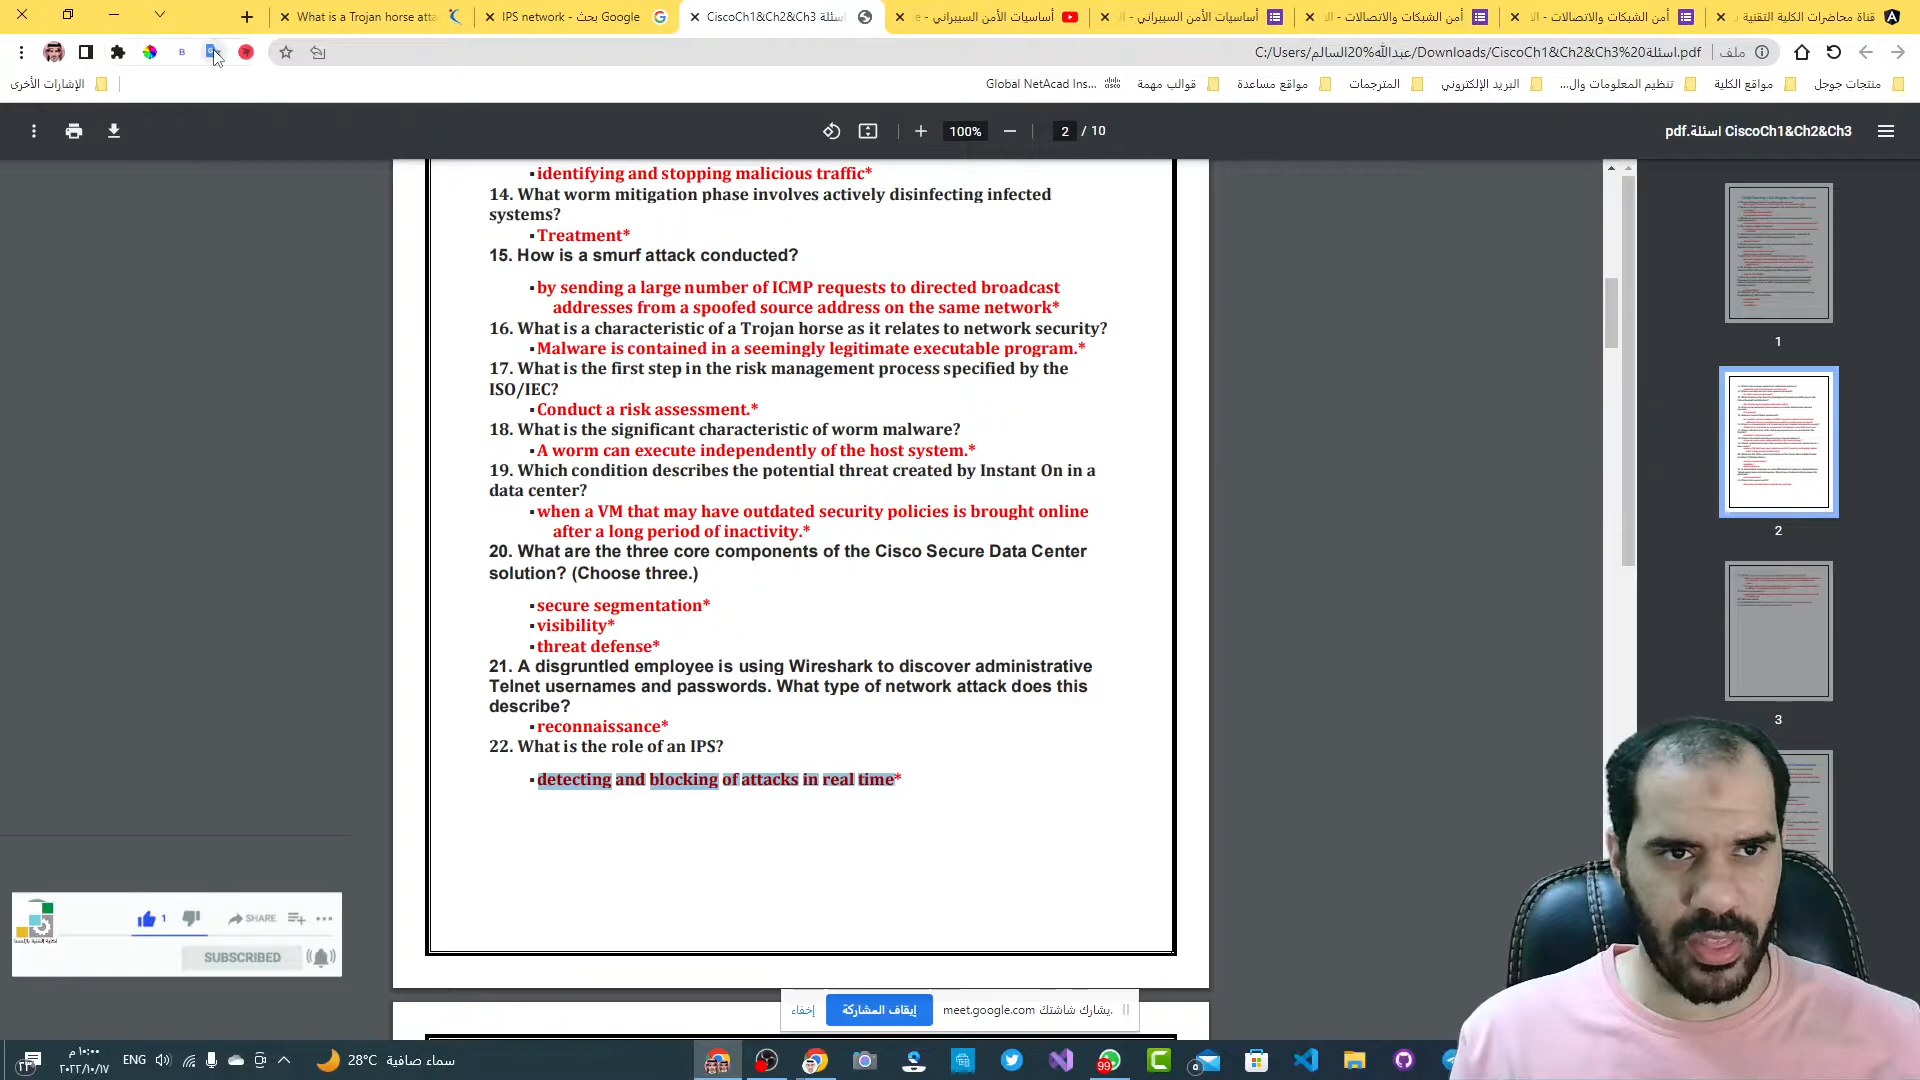 What is a Trojan horse atta
IPS network - بحث Google
CiscoCh1&Ch2&Ch3 اسئلة
أساسيات الأمن السيبراني - e
أساسيات الأمن السيبراني - ال
أمن الشبكات والاتصالات - الا
أمن الشبكات والاتصالات - الا
قناة محاضرات الكلية التقنية ب
ملف
C:/Users/عبدالله%20السالم/Downloads/CiscoCh1&Ch2&Ch3%20اسئلة.pdf
منتجات جوجل
مواقع الكلية
تنظيم المعلومات وال...
البريد الإلكتروني
المترجمات
مواقع مساعدة
قوالب مهمة
Global NetAcad Ins...
الإشارات الأخرى
CiscoCh1&Ch2&Ch3 اسئلة.pdf
2 / 10
100%
identifying and stopping malicious traffic*
14. What worm mitigation phase involves actively disinfecting infected
systems?
Treatment*
15. How is a smurf attack conducted?
by sending a large number of ICMP requests to directed broadcast
addresses from a spoofed source address on the same network*
16. What is a characteristic of a Trojan horse as it relates to network security?
Malware is contained in a seemingly legitimate executable program.*
17. What is the first step in the risk management process specified by the
ISO/IEC?
Conduct a risk assessment.*
18. What is the significant characteristic of worm malware?
A worm can execute independently of the host system.*
19. Which condition describes the potential threat created by Instant On in a
data center?
when a VM that may have outdated security policies is brought online
after a long period of inactivity.*
20. What are the three core components of the Cisco Secure Data Center
solution? (Choose three.)
secure segmentation*
visibility*
threat defense*
21. A disgruntled employee is using Wireshark to discover administrative
Telnet usernames and passwords. What type of network attack does this
describe?
reconnaissance*
22. What is the role of an IPS?
detecting and blocking of attacks in real time*
1
2
3
1
SHARE
SUBSCRIBED
يشارك شاشتك meet.google.com.
إيقاف المشاركة
إخفاء
ENG
28°C سماء صافية
١٠:٠٠ م
٢٠٢٢/١٠/١٧
99